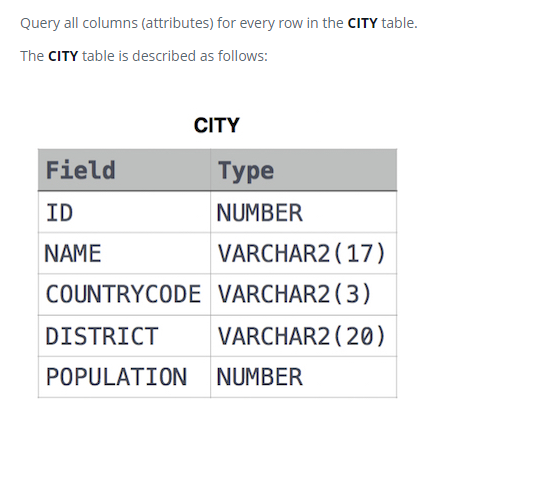 Query all columns (attributes) for every row in the CITY table.
The CITY table is described as follows:
CITY
Field Type
ID NUMBER
NAME VARCHAR2(17)
COUNTRYCODE VARCHAR2(3)
DISTRICT VARCHAR2(20)
POPULATION NUMBER